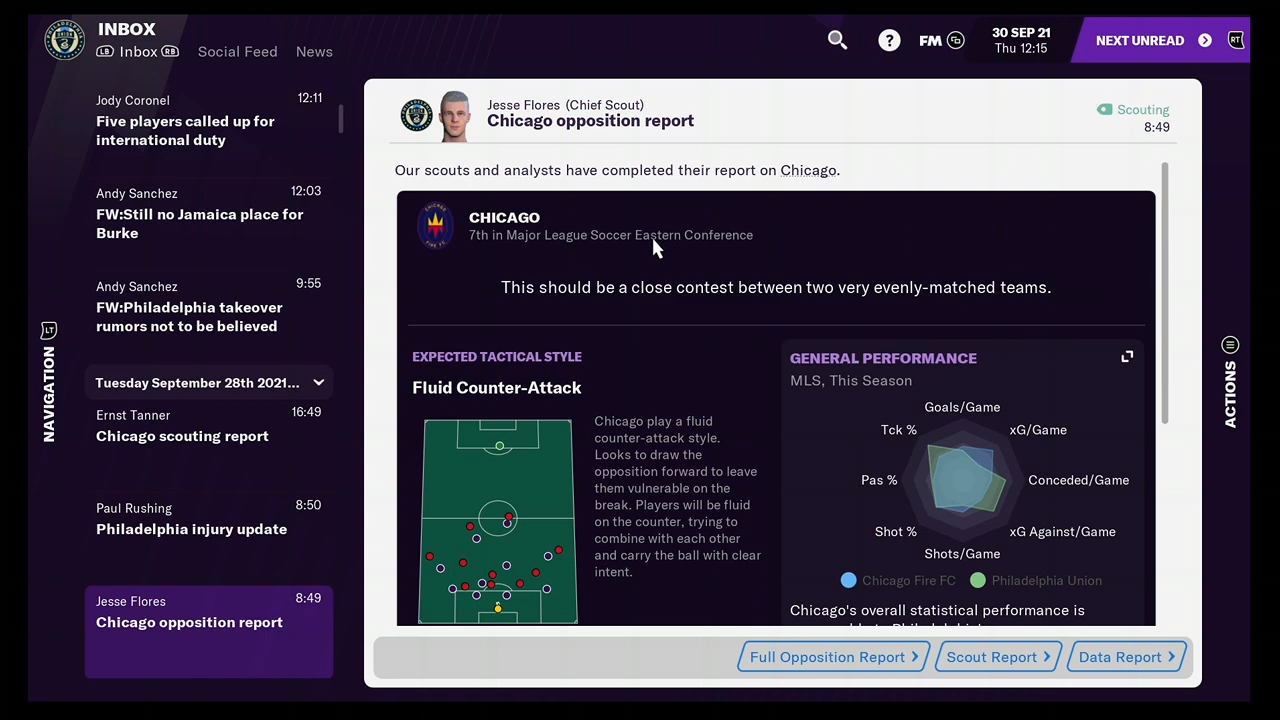 INBOX
LB Inbox RB Social Feed News
? FM 30 SEP 21
Thu 12:15
NEXT UNREAD RT
Jody Coronel 12:11
Five players called up for
international duty
Andy Sanchez 12:03
FW:Still no Jamaica place for
Burke
Andy Sanchez 9:55
FW:Philadelphia takeover
rumors not to be believed
Tuesday September 28th 2021...
Ernst Tanner 16:49
Chicago scouting report
Paul Rushing 8:50
Philadelphia injury update
Jesse Flores 8:49
Chicago opposition report
LT
NAVIGATION
Jesse Flores (Chief Scout)
Chicago opposition report
Scouting
8:49
Our scouts and analysts have completed their report on Chicago.
CHICAGO
7th in Major League Soccer Eastern Conference
This should be a close contest between two very evenly-matched teams.
EXPECTED TACTICAL STYLE
Fluid Counter-Attack
Chicago play a fluid
counter-attack style.
Looks to draw the
opposition forward to leave
them vulnerable on the
break. Players will be fluid
on the counter, trying to
combine with each other
and carry the ball with clear
intent.
GENERAL PERFORMANCE
MLS, This Season
Goals/Game
Tck % xG/Game
Pas % Conceded/Game
Shot % xG Against/Game
Shots/Game
Chicago Fire FC Philadelphia Union
Chicago's overall statistical performance is
Full Opposition Report
Scout Report
Data Report
ACTIONS